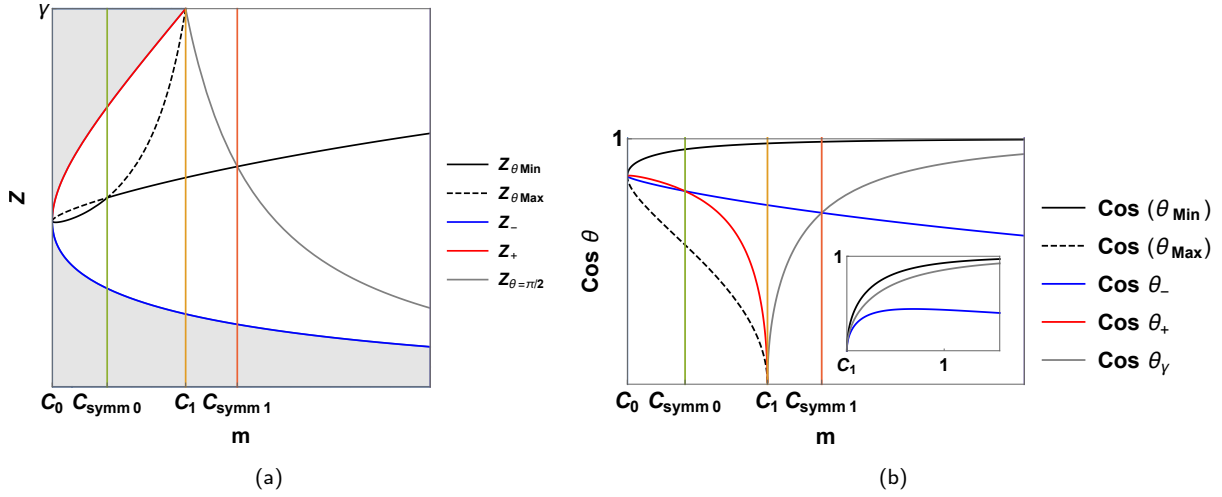 γ
Z
C₀ C_symm 0 C₁ C_symm 1
m
Z_θ Min
Z_θ Max
Z₋
Z₊
Z_θ=π/2
(a)
1
Cos θ
C₀ C_symm 0 C₁ C_symm 1
m
1
C₁ 1
Cos (θ_Min)
Cos (θ_Max)
Cos θ₋
Cos θ₊
Cos θ_γ
(b)